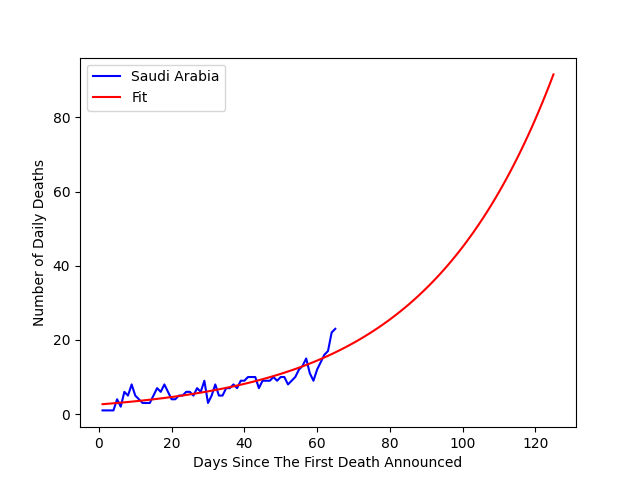 Saudi Arabia
Fit
80
60
40
20
0
Number of Daily Deaths
0 20 40 60 80 100 120
Days Since The First Death Announced